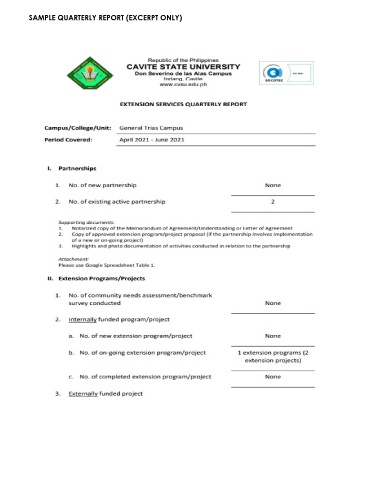 SAMPLE QUARTERLY REPORT (EXCERPT ONLY)
Republic of the Philippines
CAVITE STATE UNIVERSITY
Don Severino de las Alas Campus
Indang, Cavite
www.cvsu.edu.ph
SOCOTEC
EXTENSION SERVICES QUARTERLY REPORT
Campus/College/Unit: General Trias Campus
Period Covered: April 2021 - June 2021
I. Partnerships
1. No. of new partnership None
2. No. of existing active partnership 2
Supporting documents:
1. Notarized copy of the Memorandum of Agreement/Understanding or Letter of Agreement
2. Copy of approved extension program/project proposal (if the partnership involves implementation
of a new or on-going project)
3. Highlights and photo documentation of activities conducted in relation to the partnership
Attachment:
Please use Google Spreadsheet Table 1.
II. Extension Programs/Projects
1. No. of community needs assessment/benchmark
survey conducted None
2. Internally funded program/project
a. No. of new extension program/project None
b. No. of on-going extension program/project 1 extension programs (2
extension projects)
c. No. of completed extension program/project None
3. Externally funded project